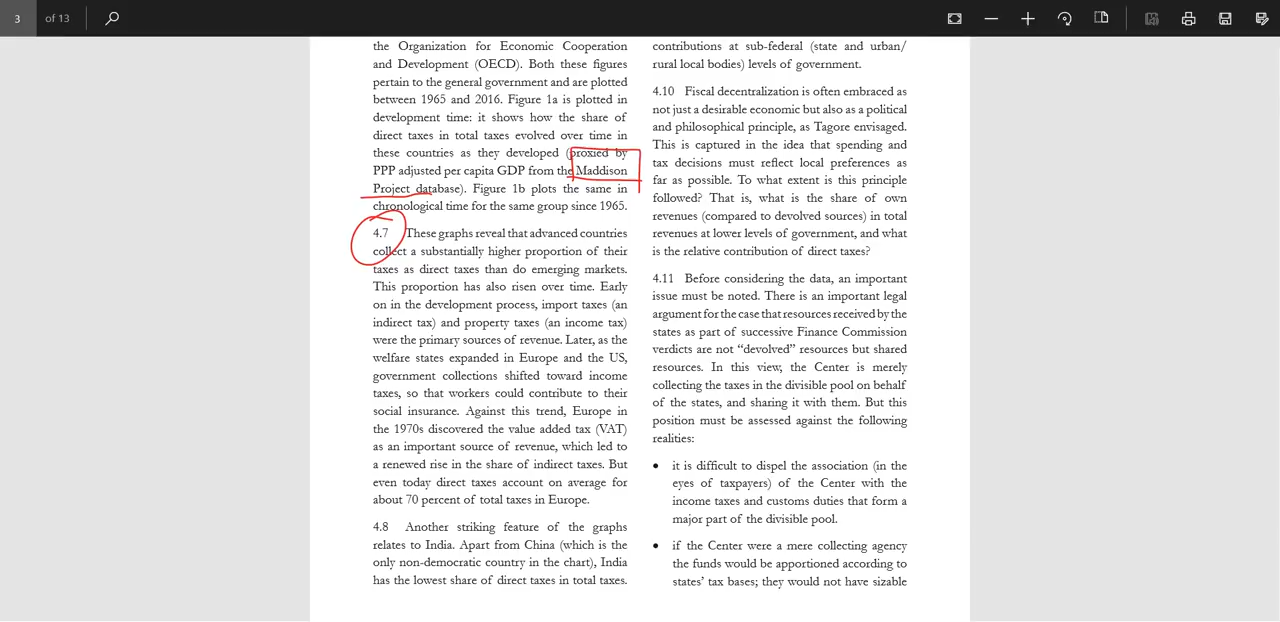 3 of 13
the Organization for Economic Cooperation
and Development (OECD). Both these figures
pertain to the general government and are plotted
between 1965 and 2016. Figure 1a is plotted in
development time: it shows how the share of
direct taxes in total taxes evolved over time in
these countries as they developed (proxied by
PPP adjusted per capita GDP from the Maddison
Project database). Figure 1b plots the same in
chronological time for the same group since 1965.
4.7 These graphs reveal that advanced countries
collect a substantially higher proportion of their
taxes as direct taxes than do emerging markets.
This proportion has also risen over time. Early
on in the development process, import taxes (an
indirect tax) and property taxes (an income tax)
were the primary sources of revenue. Later, as the
welfare states expanded in Europe and the US,
government collections shifted toward income
taxes, so that workers could contribute to their
social insurance. Against this trend, Europe in
the 1970s discovered the value added tax (VAT)
as an important source of revenue, which led to
a renewed rise in the share of indirect taxes. But
even today direct taxes account on average for
about 70 percent of total taxes in Europe.
4.8 Another striking feature of the graphs
relates to India. Apart from China (which is the
only non-democratic country in the chart), India
has the lowest share of direct taxes in total taxes.
contributions at sub-federal (state and urban/
rural local bodies) levels of government.
4.10 Fiscal decentralization is often embraced as
not just a desirable economic but also as a political
and philosophical principle, as Tagore envisaged.
This is captured in the idea that spending and
tax decisions must reflect local preferences as
far as possible. To what extent is this principle
followed? That is, what is the share of own
revenues (compared to devolved sources) in total
revenues at lower levels of government, and what
is the relative contribution of direct taxes?
4.11 Before considering the data, an important
issue must be noted. There is an important legal
argument for the case that resources received by the
states as part of successive Finance Commission
verdicts are not “devolved” resources but shared
resources. In this view, the Center is merely
collecting the taxes in the divisible pool on behalf
of the states, and sharing it with them. But this
position must be assessed against the following
realities:
• it is difficult to dispel the association (in the
eyes of taxpayers) of the Center with the
income taxes and customs duties that form a
major part of the divisible pool.
• if the Center were a mere collecting agency
the funds would be apportioned according to
states’ tax bases; they would not have sizable